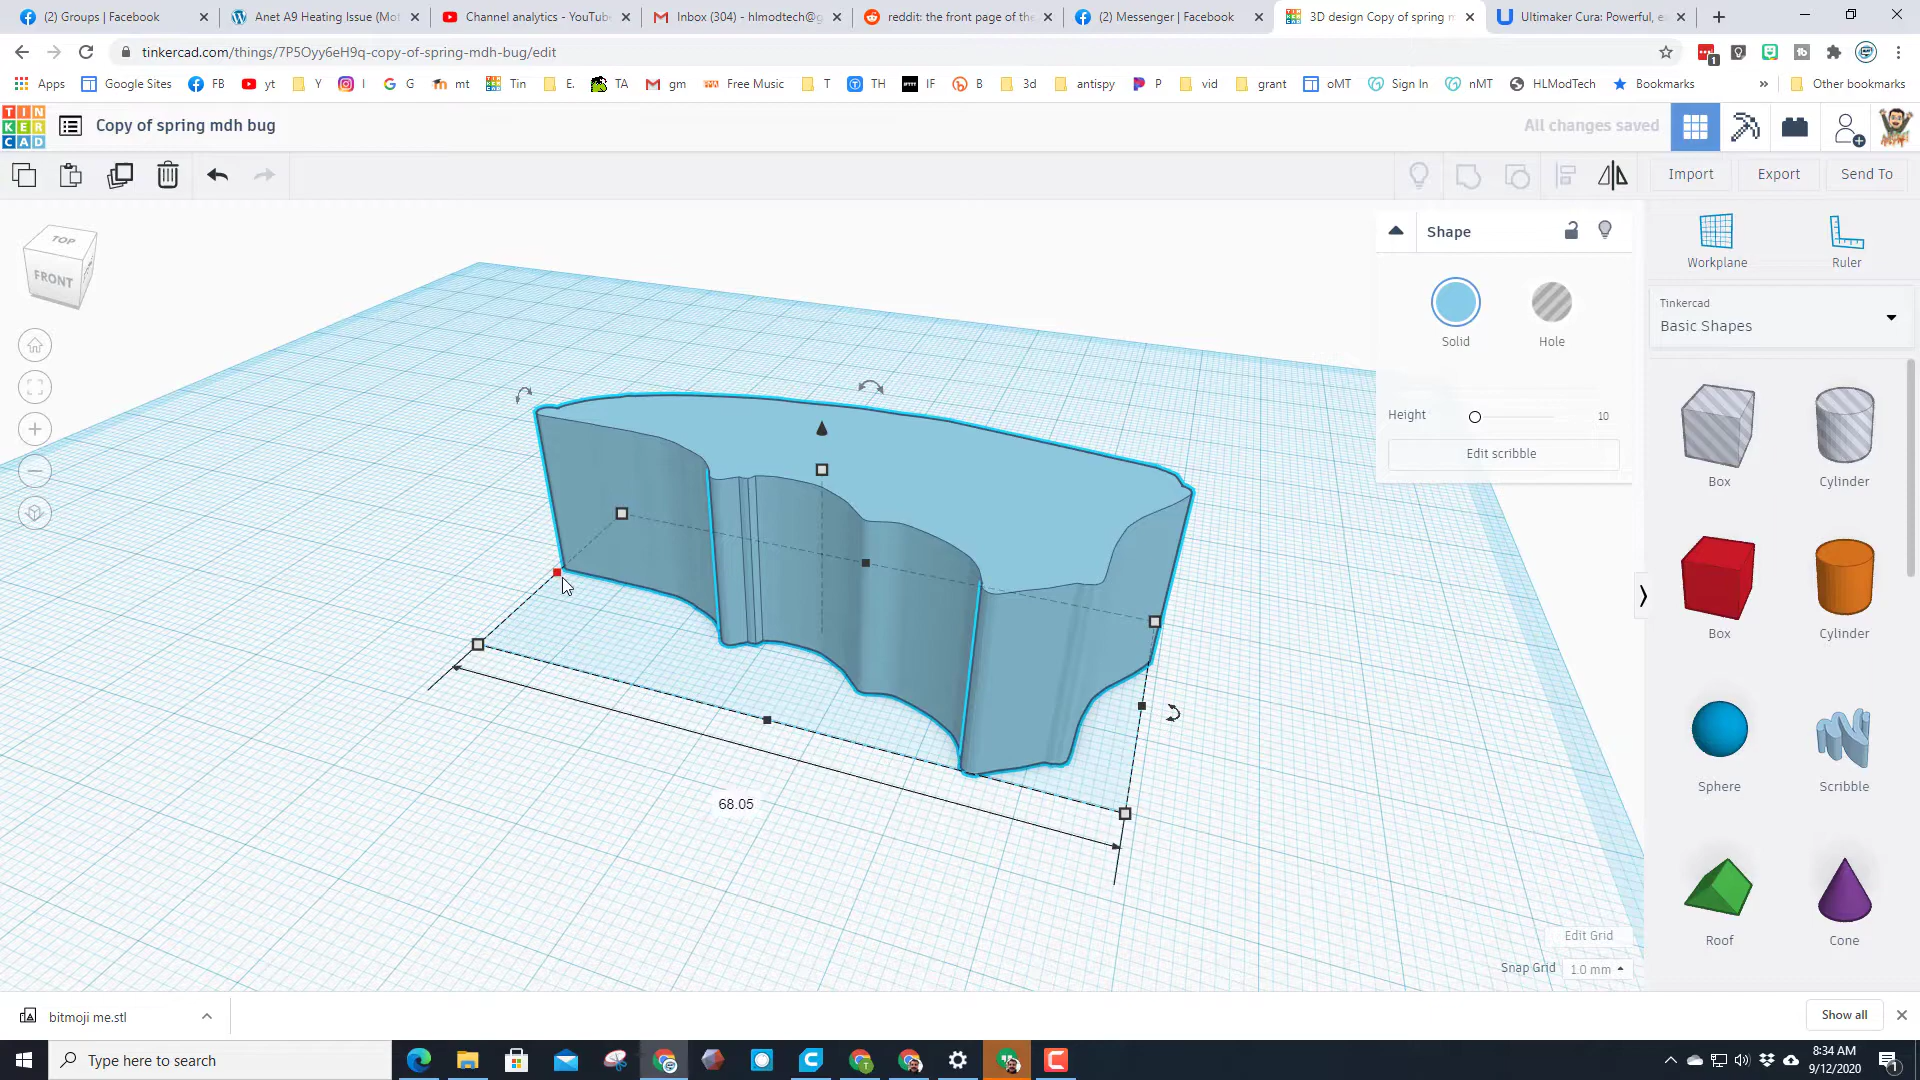 (2) Groups | Facebook
Anet A9 Heating Issue (Mot
Channel analytics - YouTub
Inbox (304) - hlmodtech@g
reddit: the front page of the
(2) Messenger | Facebook
3D design Copy of spring m
Ultimaker Cura: Powerful, e
tinkercad.com/things/7P5Oyy6eH9q-copy-of-spring-mdh-bug/edit
1
Apps
Google Sites
FB
yt
Y
I
G
mt
Tin
E.
TA
gm
Free Music
T
TH
IF
B
3d
antispy
P
vid
grant
oMT
Sign In
nMT
HLModTech
Bookmarks
»
Other bookmarks
TIN
KER
CAD
Copy of spring mdh bug
All changes saved
Import
Export
Send To
TOP
FRONT
Shape
Solid
Hole
Height
10
Edit scribble
Workplane
Ruler
Tinkercad
Basic Shapes
Box
Cylinder
Box
Cylinder
Sphere
Scribble
Roof
Cone
68.05
Edit Grid
Snap Grid
1.0 mm
bitmoji me.stl
Show all
Type here to search
8:34 AM
9/12/2020
1